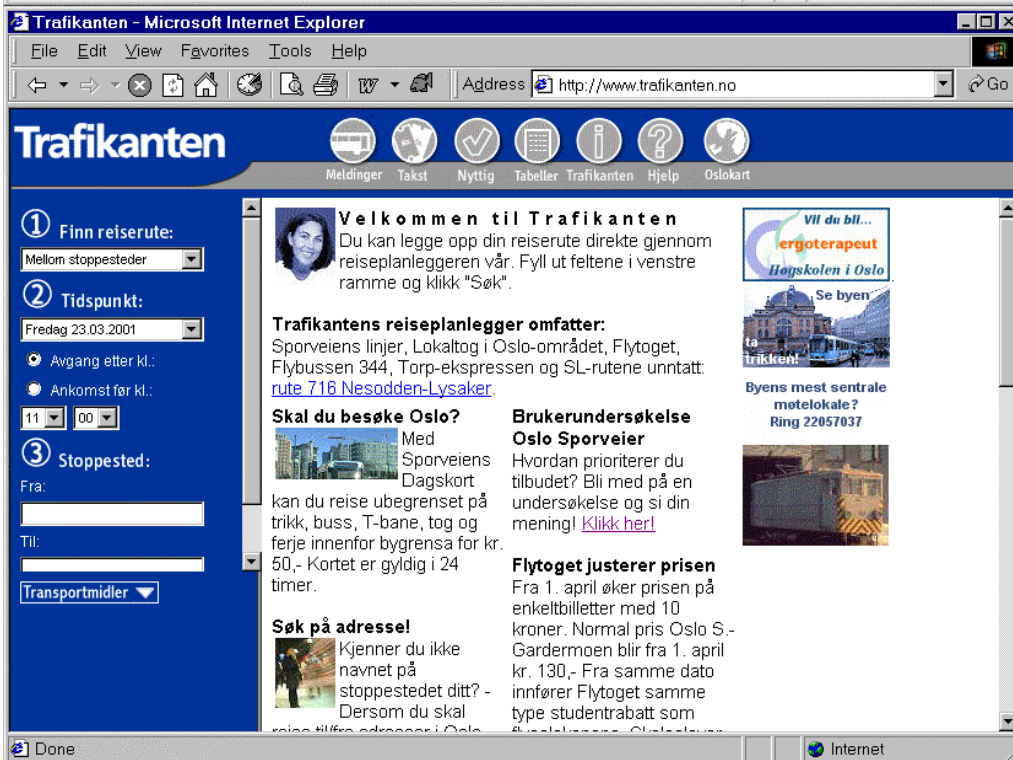 Trafikanten - Microsoft Internet Explorer
File Edit View Favorites Tools Help
Address http://www.trafikanten.no Go
Trafikanten
Meldinger Takst Nyttig Tabeller Trafikanten Hjelp Oslokart
1 Finn reiserute:
Mellom stoppesteder
2 Tidspunkt:
Fredag 23.03.2001
Avgang etter kl.:
Ankomst før kl.:
11 00
3 Stoppested:
Fra:
Til:
Transportmidler
Velkommen til Trafikanten
Du kan legge opp din reiserute direkte gjennom
reiseplanleggeren vår. Fyll ut feltene i venstre
ramme og klikk "Søk".
Trafikantens reiseplanlegger omfatter:
Sporveiens linjer, Lokaltog i Oslo-området, Flytoget,
Flybussen 344, Torp-ekspressen og SL-rutene unntatt:
rute 716 Nesodden-Lysaker.
Skal du besøke Oslo?
Med
Sporveiens
Dagskort
kan du reise ubegrenset på
trikk, buss, T-bane, tog og
ferje innenfor bygrensa for kr.
50,- Kortet er gyldig i 24
timer.
Søk på adresse!
Kjenner du ikke
navnet på
stoppestedet ditt? -
Dersom du skal
reise til/fra adresser i Oslo
Brukerundersøkelse
Oslo Sporveier
Hvordan prioriterer du
tilbudet? Bli med på en
undersøkelse og si din
mening! Klikk her!
Flytoget justerer prisen
Fra 1. april øker prisen på
enkeltbilletter med 10
kroner. Normal pris Oslo S.-
Gardermoen blir fra 1. april
kr. 130,- Fra samme dato
innfører Flytoget samme
type studentrabatt som
Vil du bli...
ergoterapeut
Høgskolen i Oslo
Se byen
ta
trikken!
Byens mest sentrale
møtelokale?
Ring 22057037
Done Internet